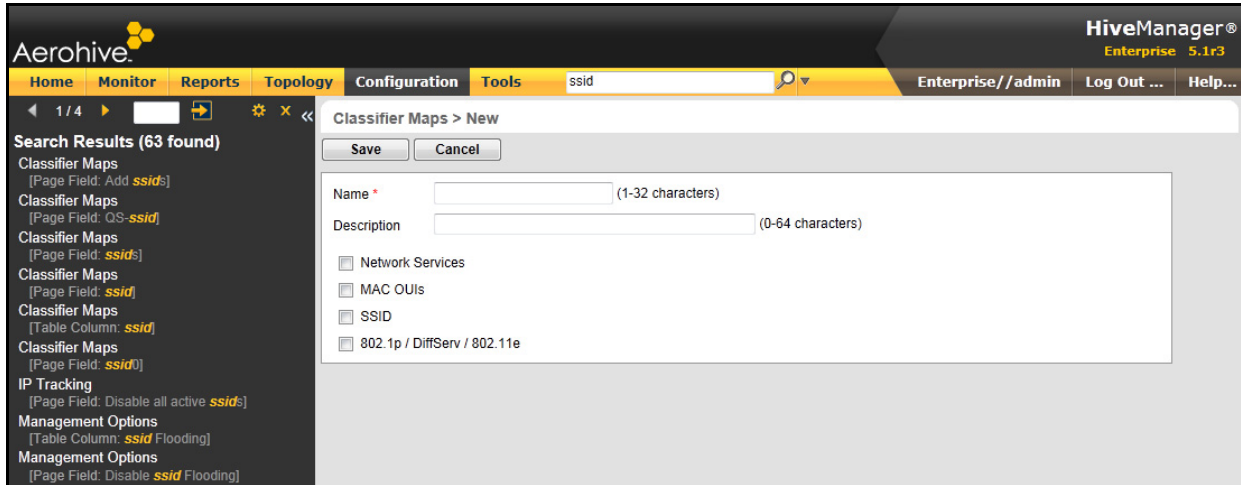 Aerohive.
HiveManager®
Enterprise 5.1r3
Home Monitor Reports Topology Configuration Tools ssid Enterprise//admin Log Out ... Help...
1/4 x «
Search Results (63 found)
Classifier Maps
[Page Field: Add ssids]
Classifier Maps
[Page Field: QS-ssid]
Classifier Maps
[Page Field: ssids]
Classifier Maps
[Page Field: ssid]
Classifier Maps
[Table Column: ssid]
Classifier Maps
[Page Field: ssid0]
IP Tracking
[Page Field: Disable all active ssids]
Management Options
[Table Column: ssid Flooding]
Management Options
[Page Field: Disable ssid Flooding]
Classifier Maps > New
Save Cancel
Name * (1-32 characters)
Description (0-64 characters)
Network Services
MAC OUIs
SSID
802.1p / DiffServ / 802.11e